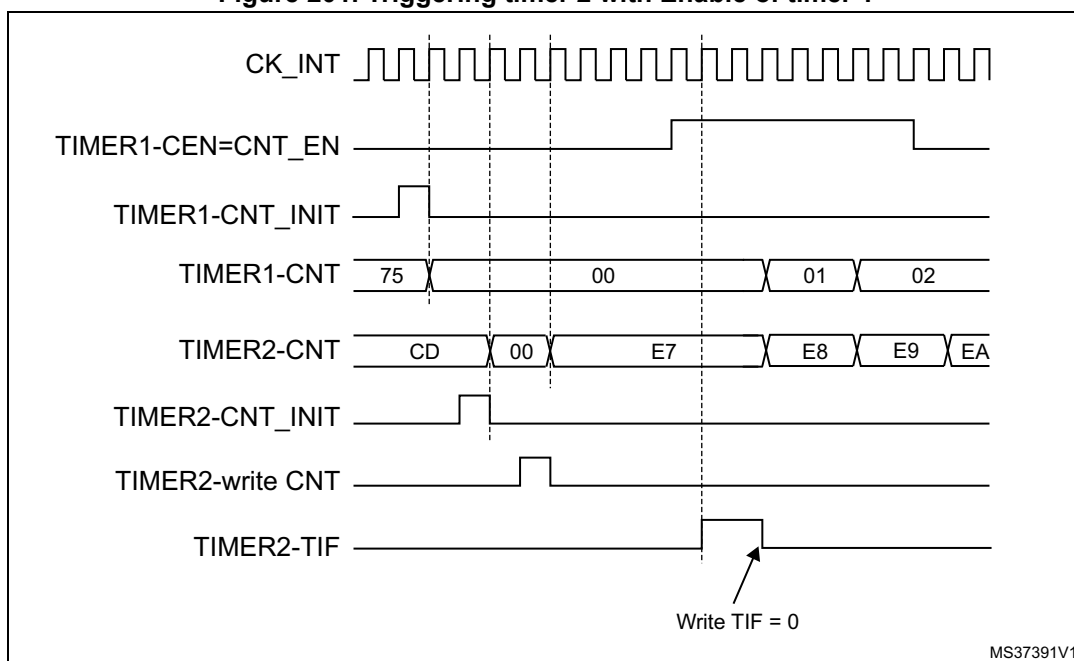 Triggering timer 2 with Enable of timer 1
CK_INT
TIMER1-CEN=CNT_EN
TIMER1-CNT_INIT
TIMER1-CNT 75 00 01 02
TIMER2-CNT CD 00 E7 E8 E9 EA
TIMER2-CNT_INIT
TIMER2-write CNT
TIMER2-TIF
Write TIF = 0
MS37391V1